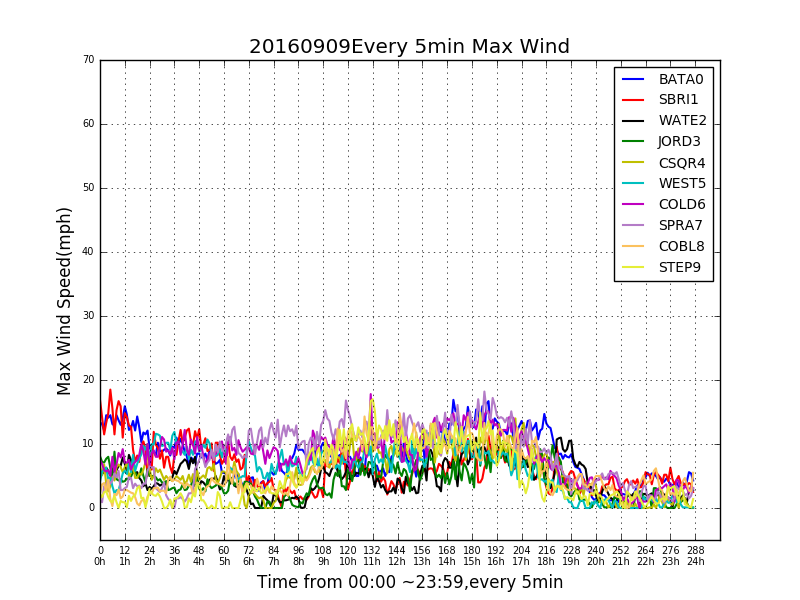 20160909Every 5min Max Wind
70
60
50
40
30
20
10
0
Max Wind Speed(mph)
BATA0
SBRI1
WATE2
JORD3
CSQR4
WEST5
COLD6
SPRA7
COBL8
STEP9
0 12 24 36 48 60 72 84 96 108 120 132 144 156 168 180 192 204 216 228 240 252 264 276 288
0h 1h 2h 3h 4h 5h 6h 7h 8h 9h 10h 11h 12h 13h 14h 15h 16h 17h 18h 19h 20h 21h 22h 23h 24h
Time from 00:00 ~23:59,every 5min